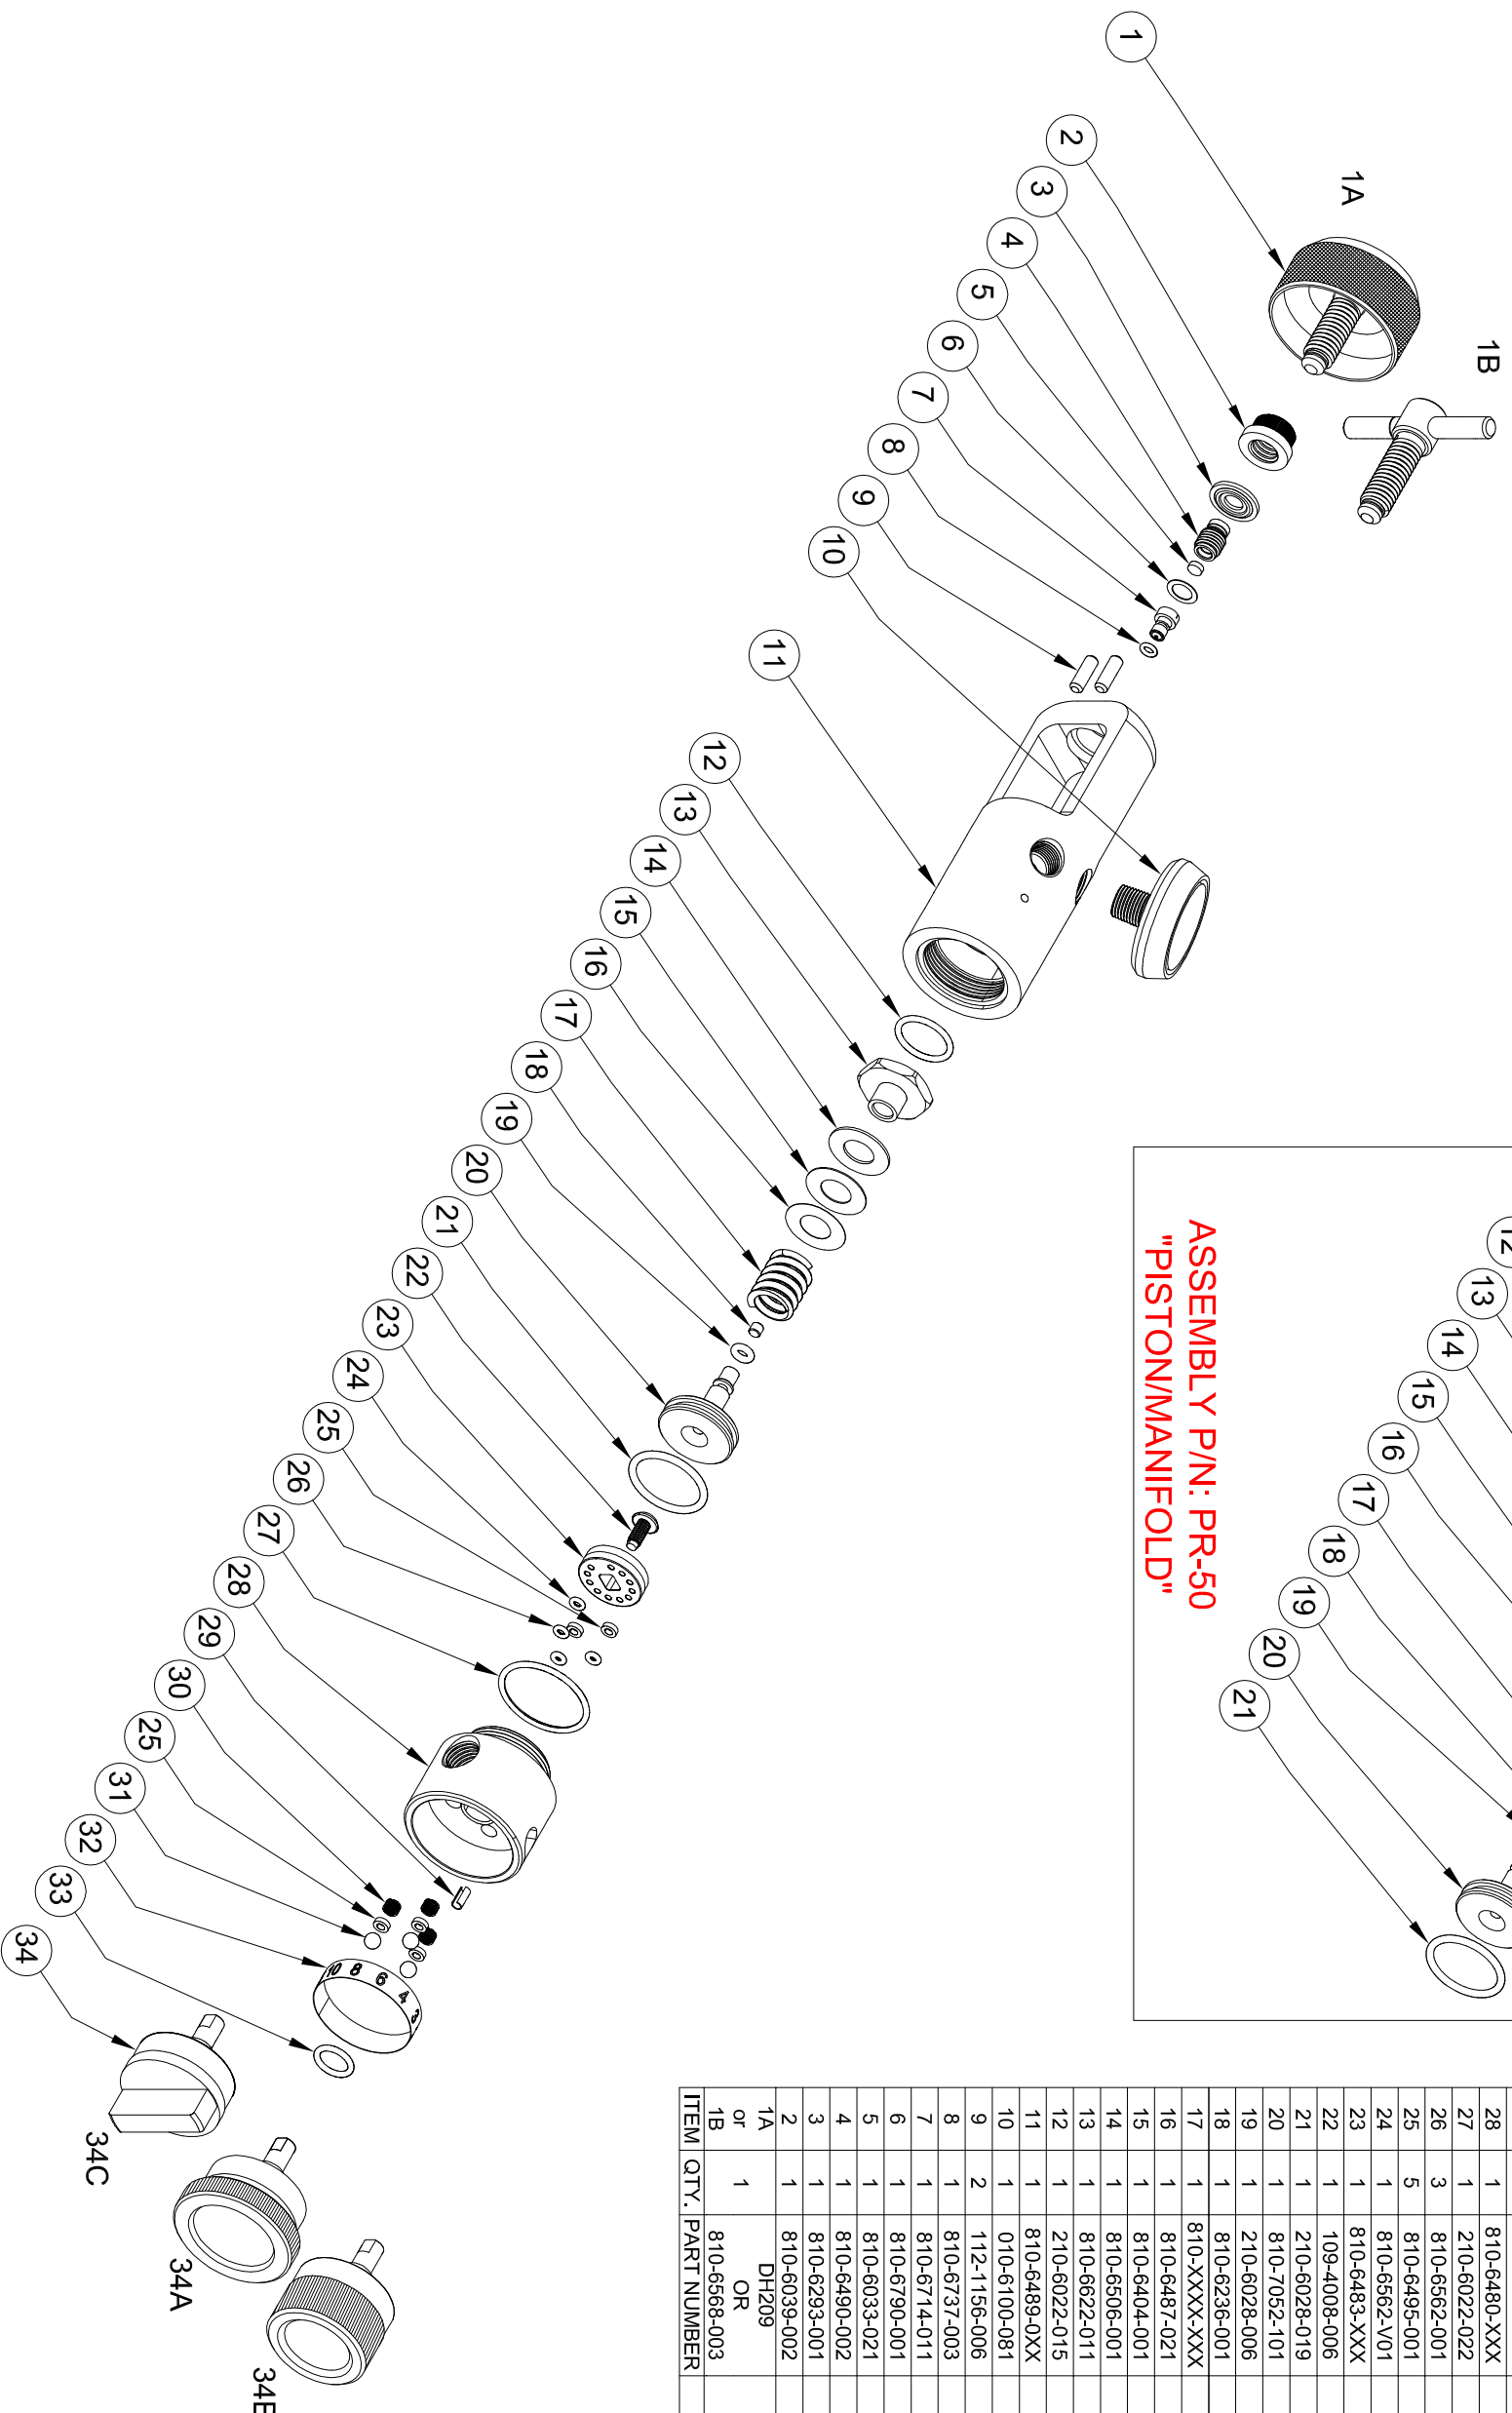 1
1A
1B
2
3
4
5
6
7
8
9
10
11
12
13
14
15
16
17
18
19
20
21
22
23
24
25
26
27
28
29
30
25
31
32
33
34
10 8 6 4
34C
34A
34B
12
13
14
15
16
17
18
19
20
21
ASSEMBLY P/N: PR-50
"PISTON/MANIFOLD"
28 1 810-6480-XXX
27 1 210-6022-022
26 3 810-6562-001
25 5 810-6495-001
24 1 810-6562-V01
23 1 810-6483-XXX
22 1 109-4008-006
21 1 210-6028-019
20 1 810-7052-101
19 1 210-6028-006
18 1 810-6236-001
17 1 810-XXXX-XXX
16 1 810-6487-021
15 1 810-6404-001
14 1 810-6506-001
13 1 810-6622-011
12 1 210-6022-015
11 1 810-6489-0XX
10 1 010-6100-081
9 2 112-1156-006
8 1 810-6737-003
7 1 810-6714-011
6 1 810-6790-001
5 1 810-6033-021
4 1 810-6490-002
3 1 810-6293-001
2 1 810-6039-002
1A DH209
or 1 OR
1B 810-6568-003
ITEM QTY. PART NUMBER